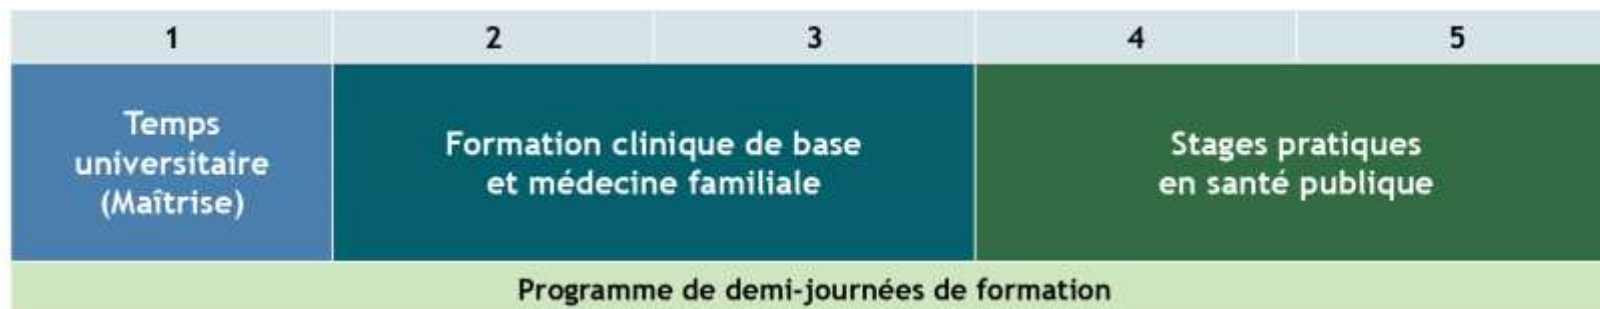 1 2 3 4 5
Temps
universitaire
(Maîtrise)
Formation clinique de base
et médecine familiale
Stages pratiques
en santé publique
Programme de demi-journées de formation